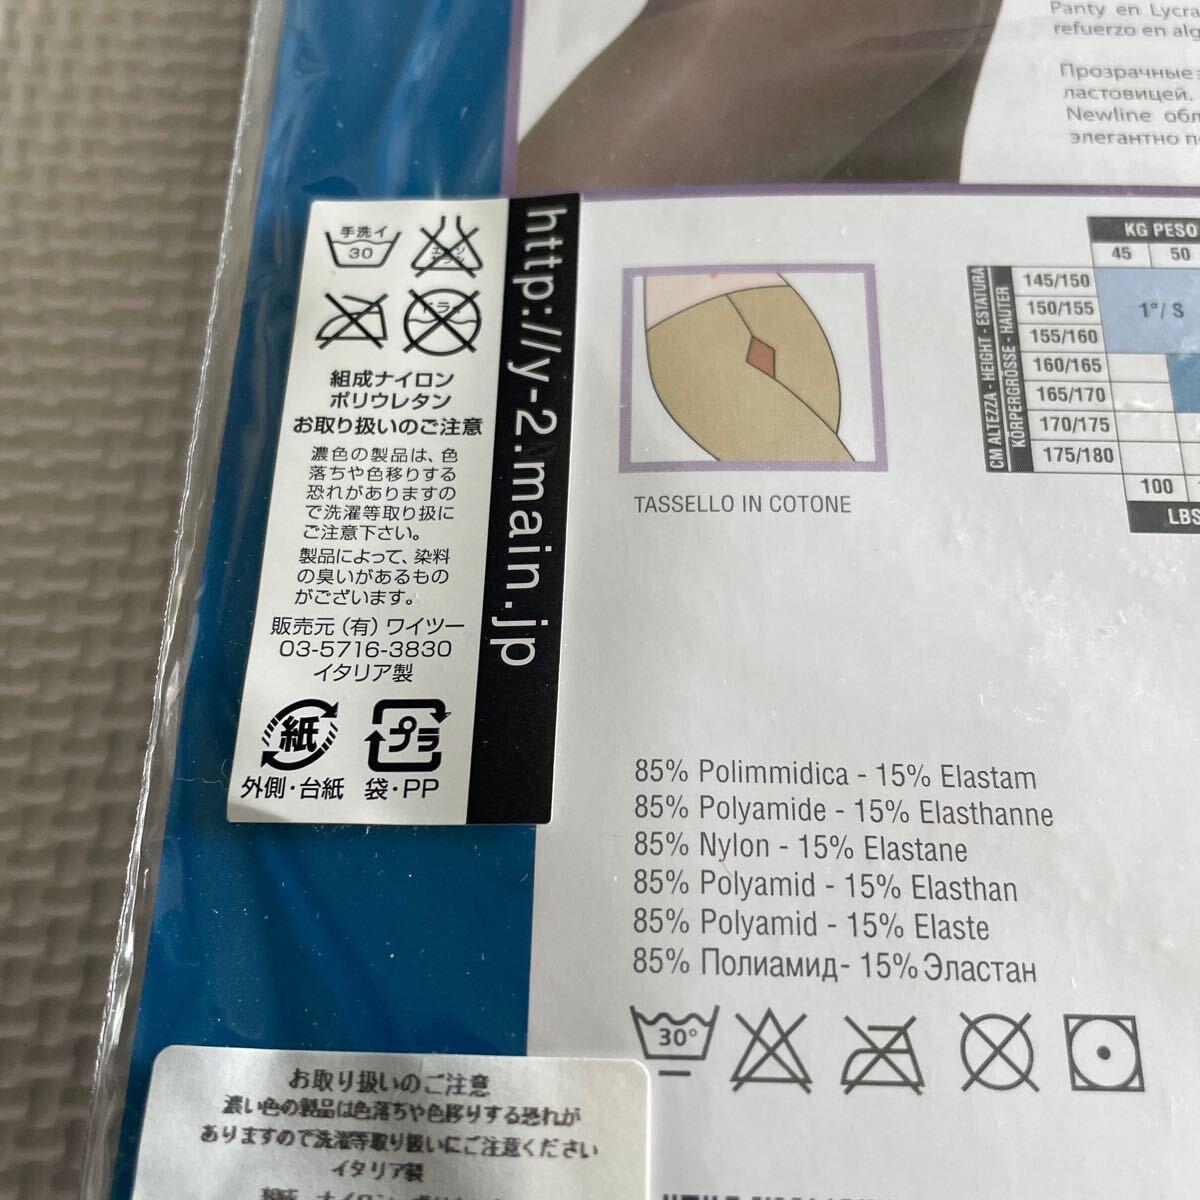 Panty en Lycra
refuerzo en alg
Прозрачные
ластовицей.
Newline обл
элегантно по
手洗イ
30
エンソ
サラシ
ドライ
組成ナイロン
ポリウレタン
お取り扱いのご注意
濃色の製品は、色
落ちや色移りする
恐れがありますの
で洗濯等取り扱に
ご注意下さい。
製品によって、染料
の臭いがあるもの
がございます。
販売元(有)ワイツー
03-5716-3830
イタリア製
紙
プラ
外側・台紙 袋・PP
http://y-2.main.jp
TASSELLO IN COTONE
KG PESO
45 50
CM ALTEZZA - HEIGHT - ESTATURA
KÖRPERGRÖSSE - HAUTER
145/150
150/155
1°/ S
155/160
160/165
165/170
170/175
175/180
100
LBS
85% Polimmidica - 15% Elastam
85% Polyamide - 15% Elasthanne
85% Nylon - 15% Elastane
85% Polyamid - 15% Elasthan
85% Polyamid - 15% Elaste
85% Полиамид- 15% Эластан
30°
お取り扱いのご注意
濃い色の製品は色落ちや色移りする恐れが
ありますので洗濯等取り扱いにご注意ください
イタリア製